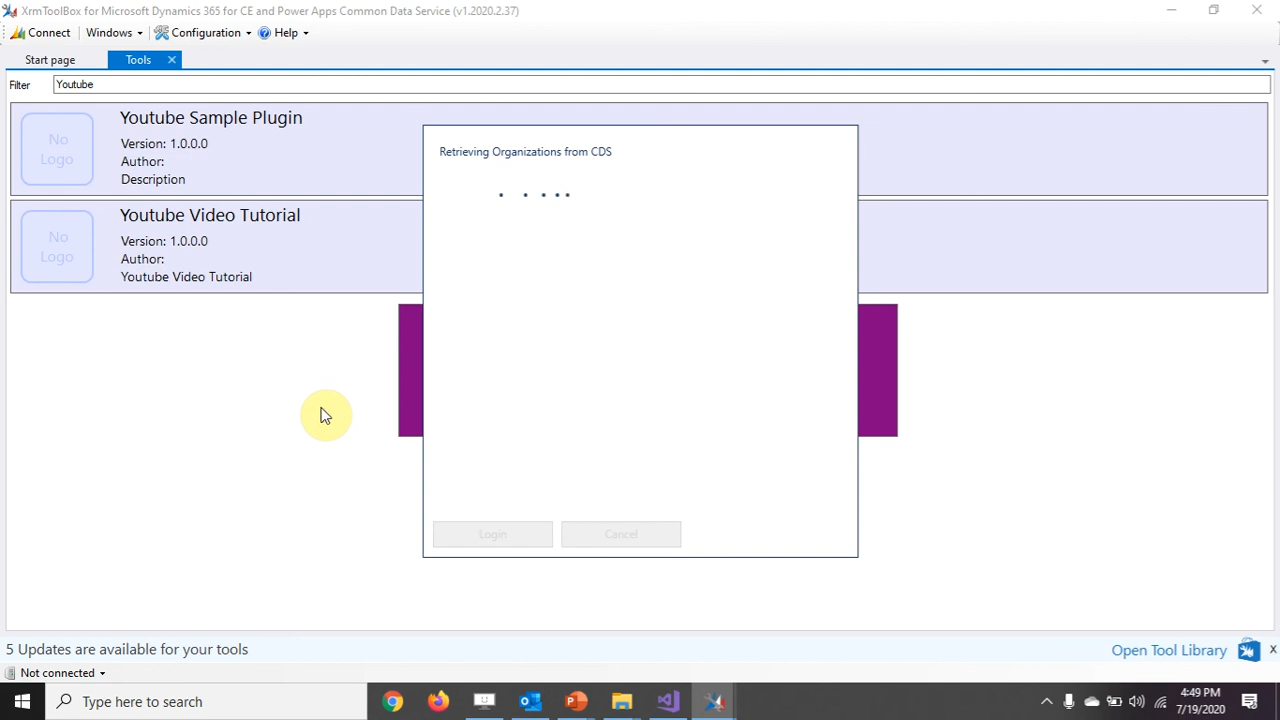 XrmToolBox for Microsoft Dynamics 365 for CE and Power Apps Common Data Service (v1.2020.2.37)
Connect Windows Configuration Help
Start page Tools
Filter Youtube
Youtube Sample Plugin
No Logo
Version: 1.0.0.0
Author:
Description
Youtube Video Tutorial
No Logo
Version: 1.0.0.0
Author:
Youtube Video Tutorial
Retrieving Organizations from CDS
Login Cancel
5 Updates are available for your tools Open Tool Library x
Not connected
Type here to search
4:49 PM
7/19/2020